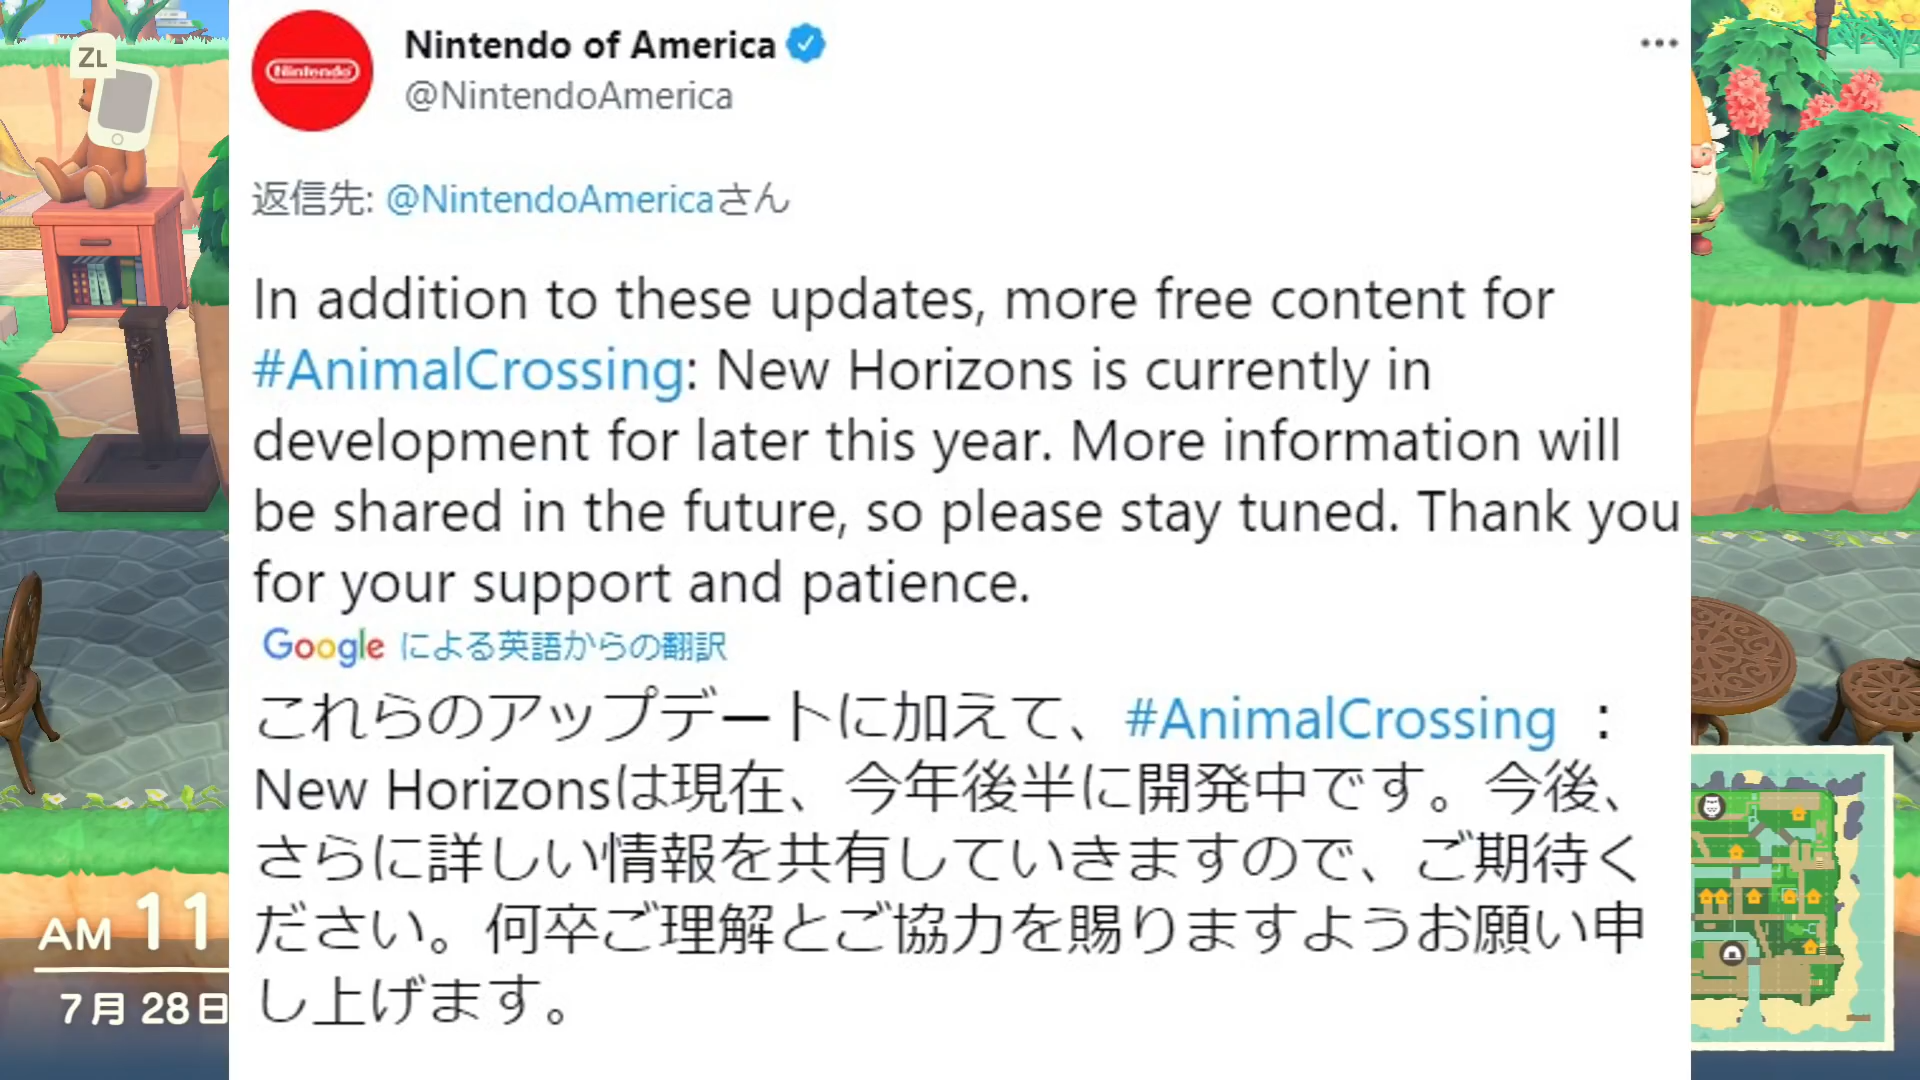 ZL
Nintendo
Nintendo of America
@NintendoAmerica
返信先: @NintendoAmericaさん
In addition to these updates, more free content for
#AnimalCrossing: New Horizons is currently in
development for later this year. More information will
be shared in the future, so please stay tuned. Thank you
for your support and patience.
Google による英語からの翻訳
これらのアップデートに加えて、#AnimalCrossing ：
New Horizonsは現在、今年後半に開発中です。今後、
さらに詳しい情報を共有していきますので、ご期待く
ださい。何卒ご理解とご協力を賜りますようお願い申
し上げます。
AM 11
7月 28日